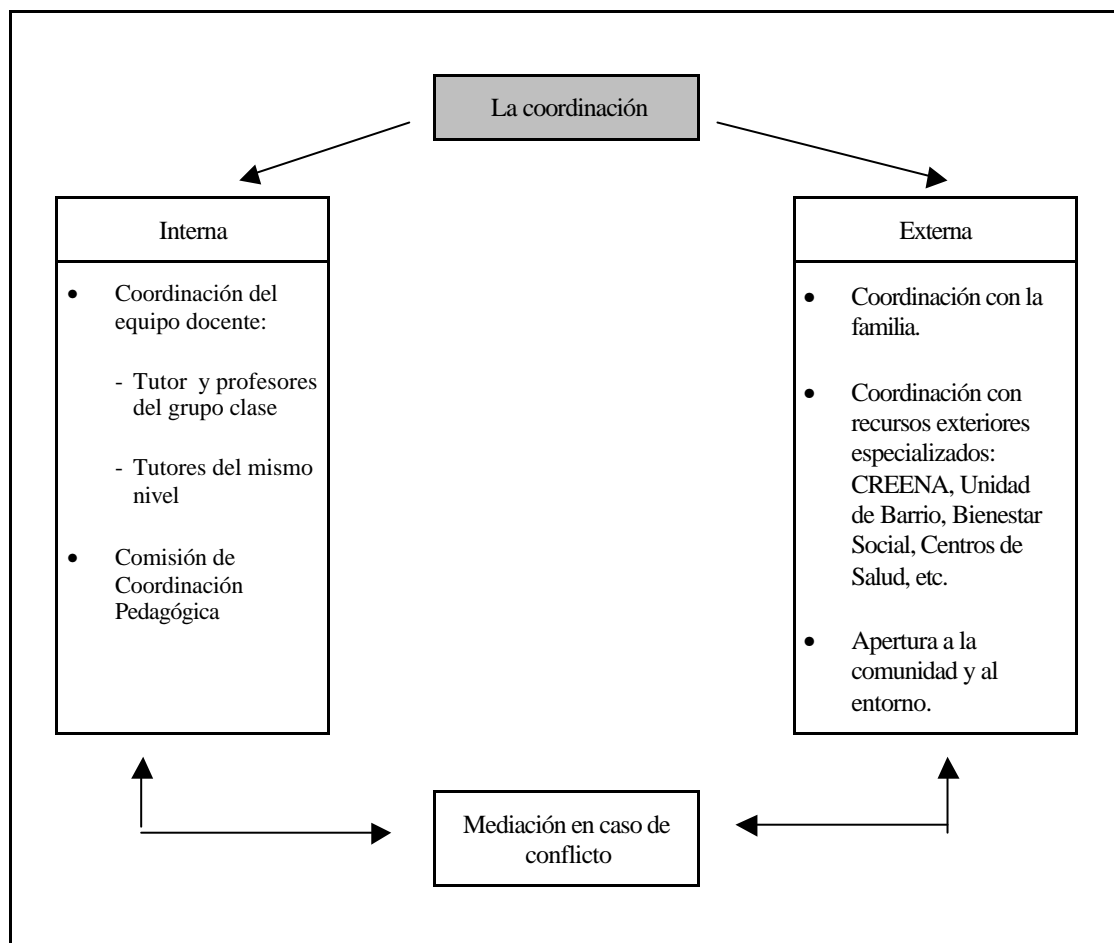 La coordinación
Interna
• Coordinación del
equipo docente:
- Tutor y profesores
del grupo clase
- Tutores del mismo
nivel
• Comisión de
Coordinación
Pedagógica
Externa
• Coordinación con la
familia.
• Coordinación con
recursos exteriores
especializados:
CREENA, Unidad
de Barrio, Bienestar
Social, Centros de
Salud, etc.
• Apertura a la
comunidad y al
entorno.
Mediación en caso de
conflicto